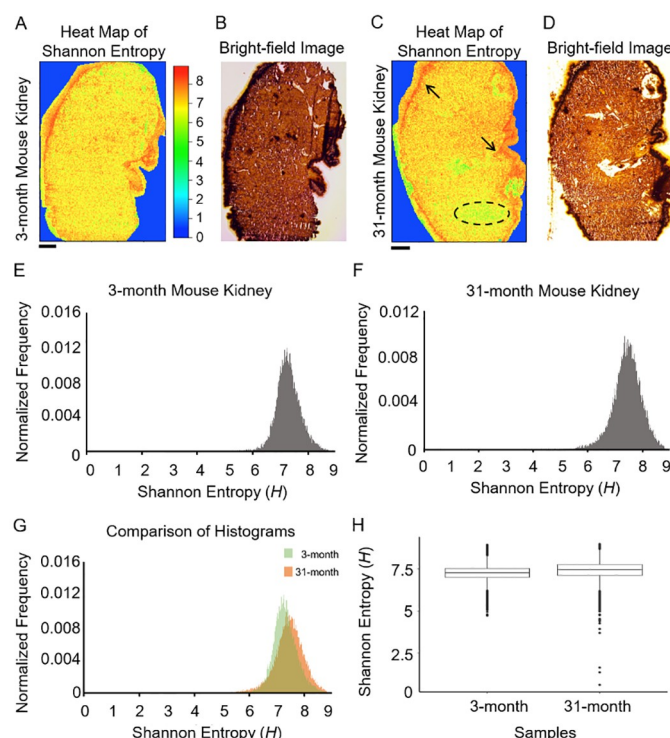 A
Heat Map of
Shannon Entropy
B
Bright-field Image
C
Heat Map of
Shannon Entropy
D
Bright-field Image
3-month Mouse Kidney
8
7
6
5
4
3
2
1
0
31-month Mouse Kidney
E
3-month Mouse Kidney
Normalized Frequency
0.016
0.012
0.008
0.004
0
0 1 2 3 4 5 6 7 8 9
Shannon Entropy (H)
F
31-month Mouse Kidney
Normalized Frequency
0.012
0.008
0.004
0
0 1 2 3 4 5 6 7 8 9
Shannon Entropy (H)
G
Comparison of Histograms
3-month
31-month
Normalized Frequency
0.016
0.012
0.008
0.004
0
0 1 2 3 4 5 6 7 8 9
Shannon Entropy (H)
H
Shannon Entropy (H)
7.5
5
2.5
0
3-month 31-month
Samples